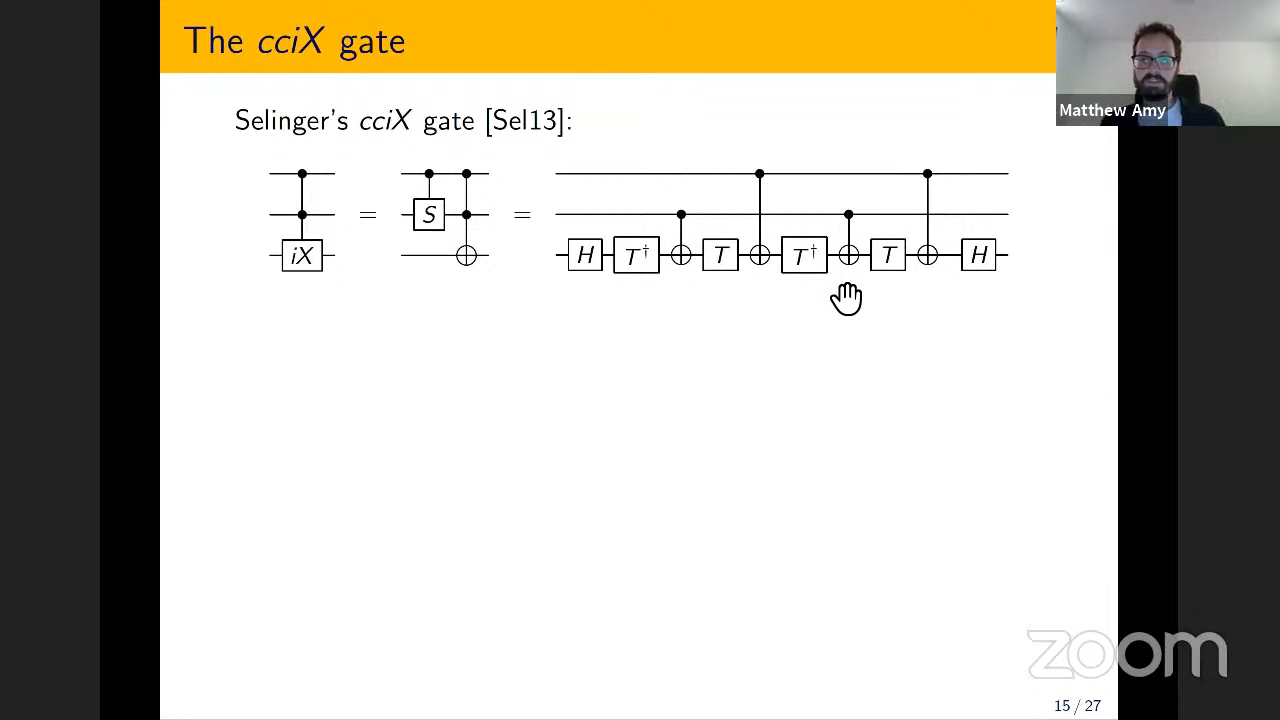 The cciX gate
Matthew Amy
Selinger's cciX gate [Sel13]:
= S =
iX H T† T T† T H
zoom
15 / 27